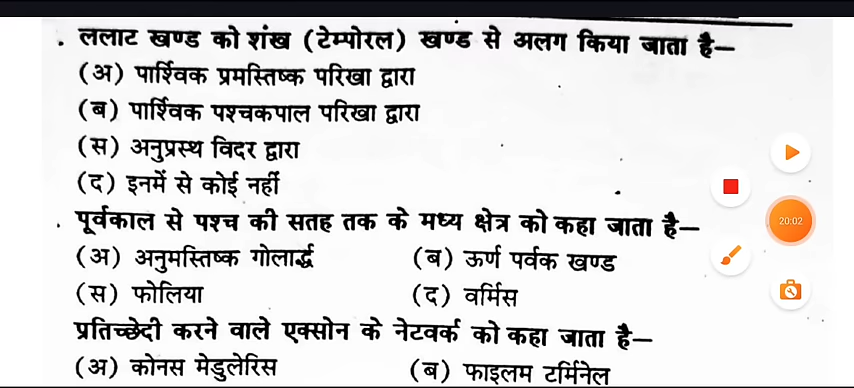 . ललाट खण्ड को शंख (टेम्पोरल) खण्ड से अलग किया जाता है—
(अ) पार्श्विक प्रमस्तिष्क परिखा द्वारा
(ब) पार्श्विक पश्चकपाल परिखा द्वारा
(स) अनुप्रस्थ विदर द्वारा
(द) इनमें से कोई नहीं
. पूर्वकाल से पश्च की सतह तक के मध्य क्षेत्र को कहा जाता है—
(अ) अनुमस्तिष्क गोलार्द्ध (ब) ऊर्ण पर्वक खण्ड
(स) फोलिया (द) वर्मिस
प्रतिच्छेदी करने वाले एक्सोन के नेटवर्क को कहा जाता है—
(अ) कोनस मेडुलेरिस (ब) फाइलम टर्मिनेल
20:02